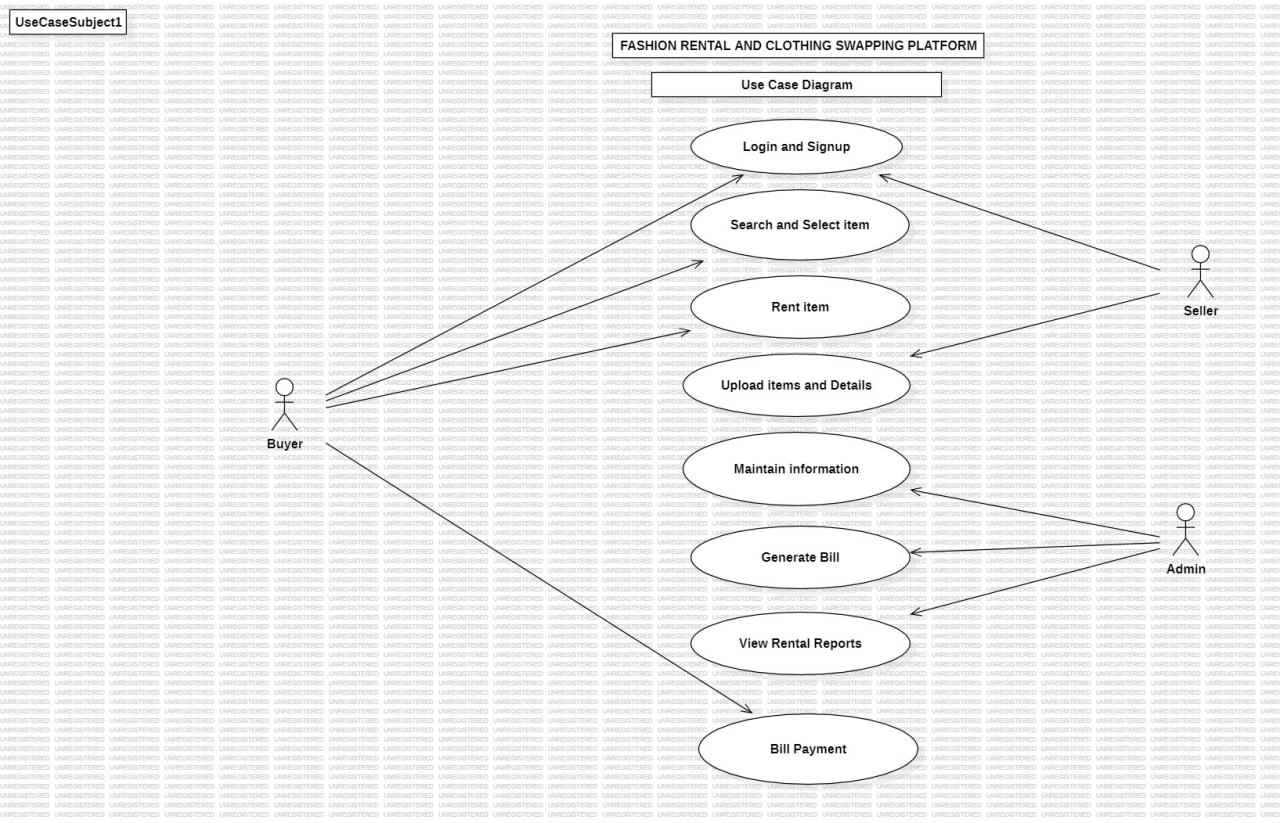 UseCaseSubject1
FASHION RENTAL AND CLOTHING SWAPPING PLATFORM
Use Case Diagram
Login and Signup
Search and Select item
Seller
Rent item
Upload items and Details
Buyer
Maintain information
Generate Bill
Admin
View Rental Reports
Bill Payment
UNREGISTERED